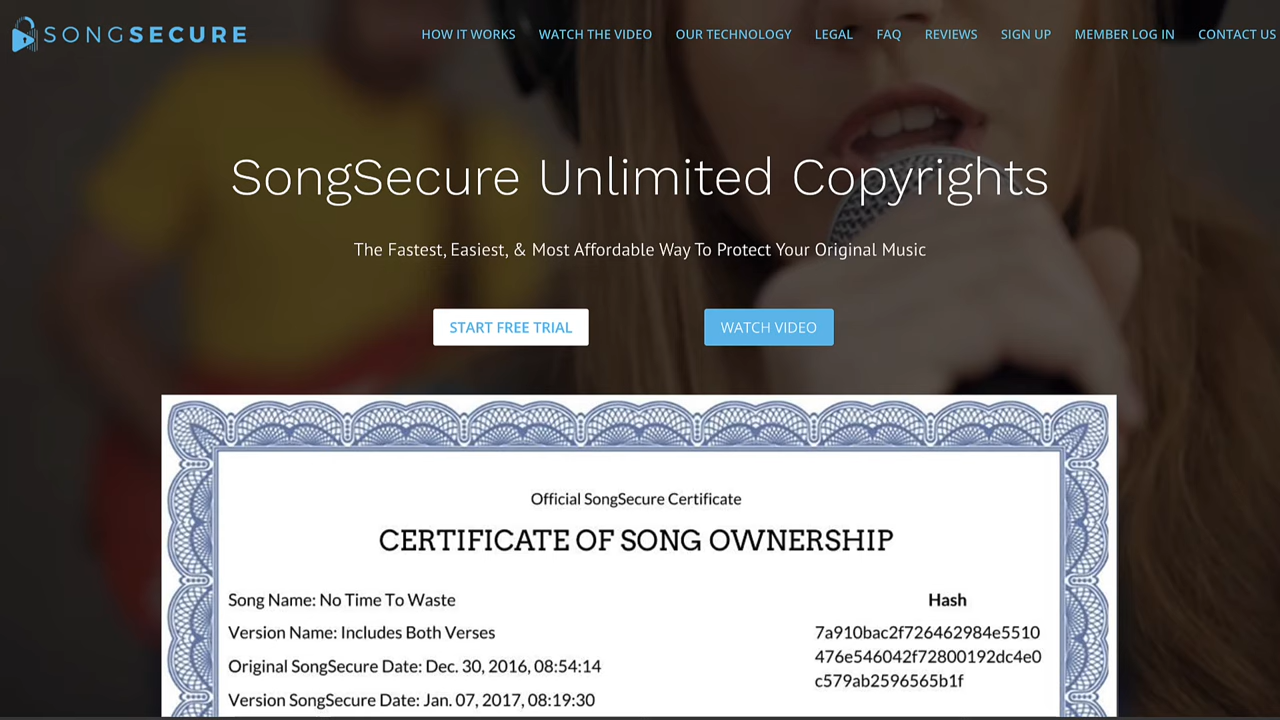 SONGSECURE
HOW IT WORKS WATCH THE VIDEO OUR TECHNOLOGY LEGAL FAQ REVIEWS SIGN UP MEMBER LOG IN CONTACT US
SongSecure Unlimited Copyrights
The Fastest, Easiest, & Most Affordable Way To Protect Your Original Music
START FREE TRIAL WATCH VIDEO
Official SongSecure Certificate
CERTIFICATE OF SONG OWNERSHIP
Song Name: No Time To Waste
Version Name: Includes Both Verses
Original SongSecure Date: Dec. 30, 2016, 08:54:14
Version SongSecure Date: Jan. 07, 2017, 08:19:30
Hash
7a910bac2f726462984e5510
476e546042f72800192dc4e0
c579ab2596565b1f